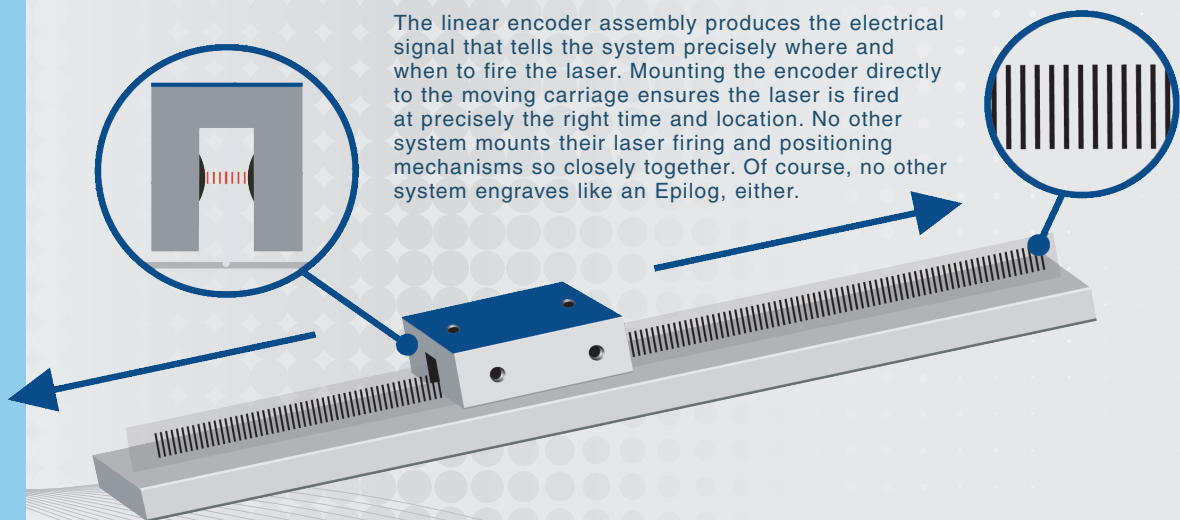 The linear encoder assembly produces the electrical
signal that tells the system precisely where and
when to fire the laser. Mounting the encoder directly
to the moving carriage ensures the laser is fired
at precisely the right time and location. No other
system mounts their laser firing and positioning
mechanisms so closely together. Of course, no other
system engraves like an Epilog, either.